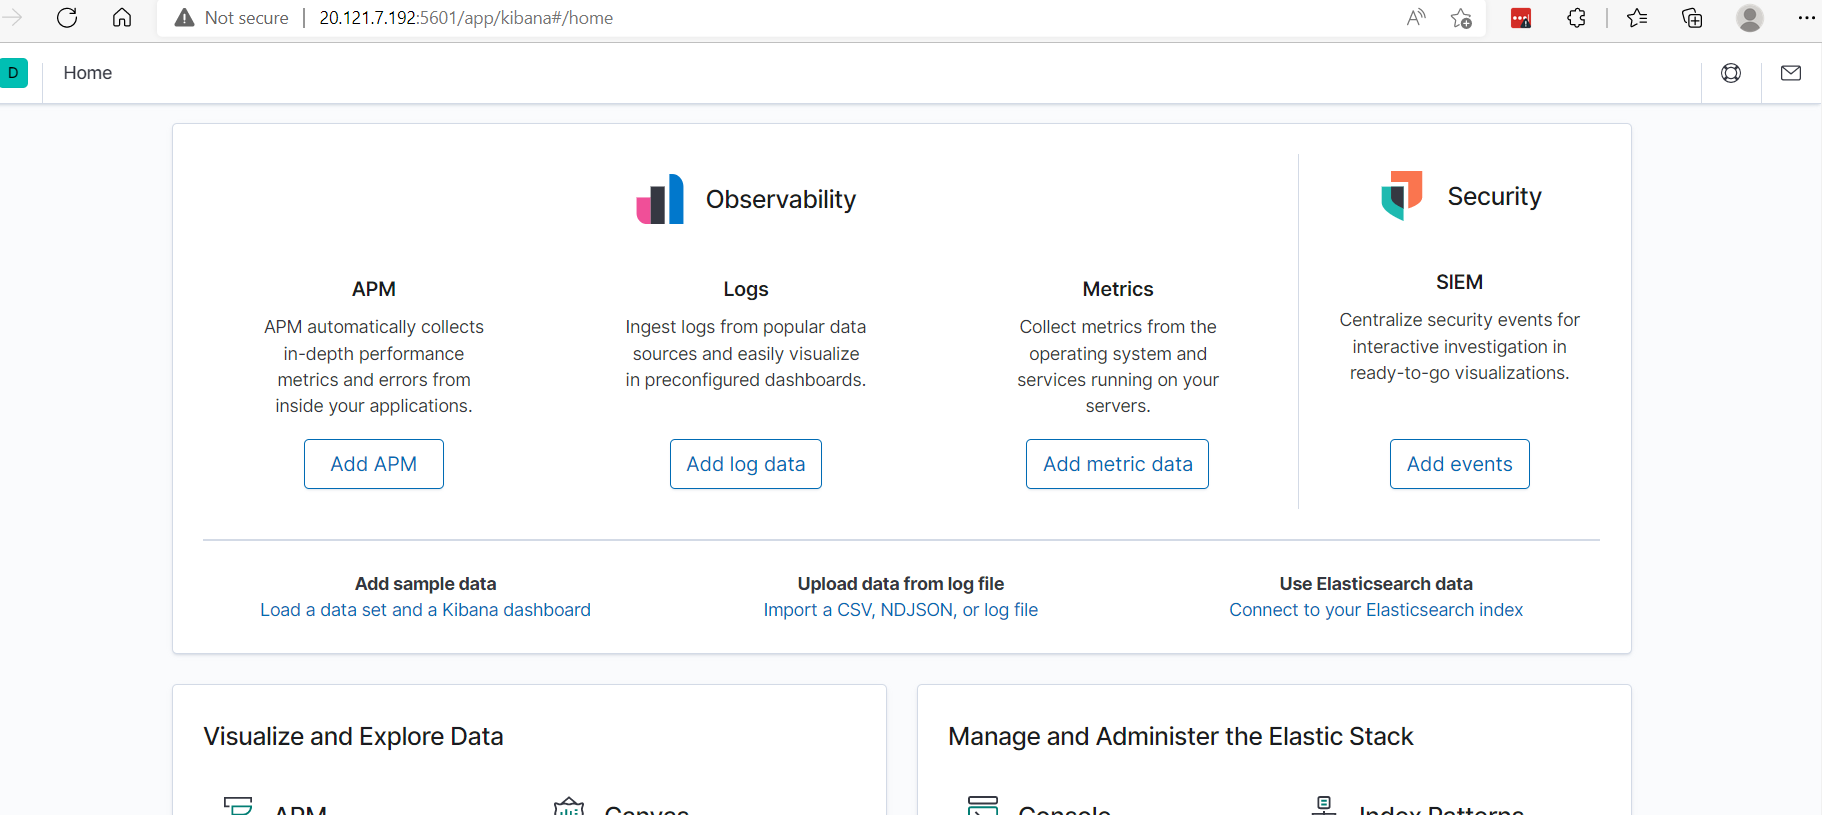 Not secure | 20.121.7.192:5601/app/kibana#/home
D Home
Observability
Security
APM
APM automatically collects
in-depth performance
metrics and errors from
inside your applications.
Add APM
Logs
Ingest logs from popular data
sources and easily visualize
in preconfigured dashboards.
Add log data
Metrics
Collect metrics from the
operating system and
services running on your
servers.
Add metric data
SIEM
Centralize security events for
interactive investigation in
ready-to-go visualizations.
Add events
Add sample data
Load a data set and a Kibana dashboard
Upload data from log file
Import a CSV, NDJSON, or log file
Use Elasticsearch data
Connect to your Elasticsearch index
Visualize and Explore Data
APM
Canvas
Manage and Administer the Elastic Stack
Console
Index Patterns